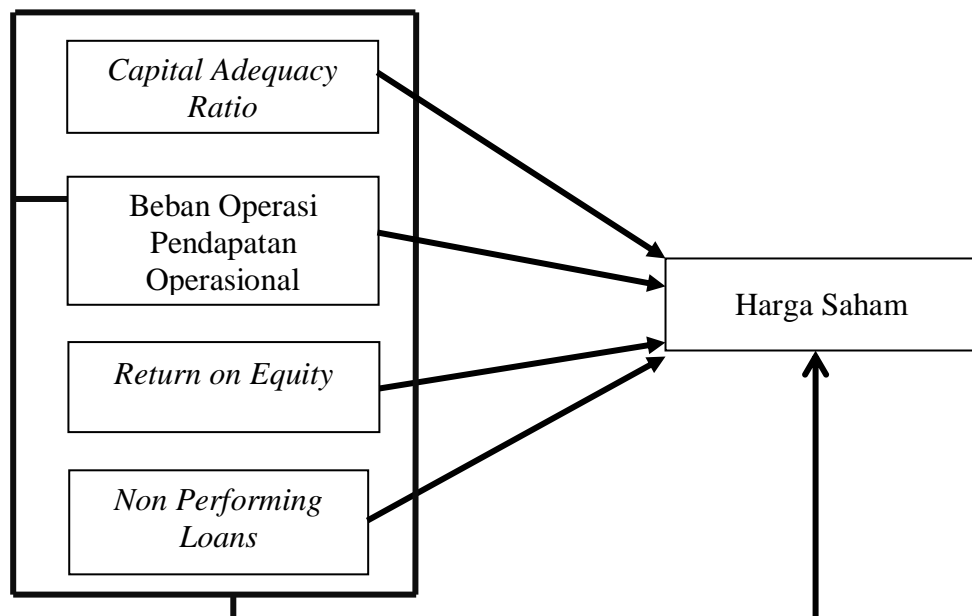 Capital Adequacy
Ratio
Beban Operasi
Pendapatan
Operasional
Harga Saham
Return on Equity
Non Performing
Loans